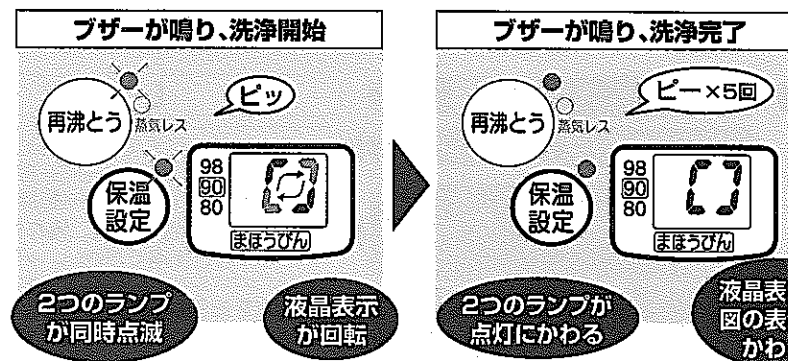 ブザーが鳴り、洗浄開始
ピッ
再沸とう
蒸気レス
保温
設定
98
90
80
まほうびん
2つのランプ
が同時点滅
液晶表示
が回転
ブザーが鳴り、洗浄完了
ピー×5回
再沸とう
蒸気レス
保温
設定
98
90
80
まほうびん
2つのランプが
点灯にかわる
液晶表
図の表
かわ